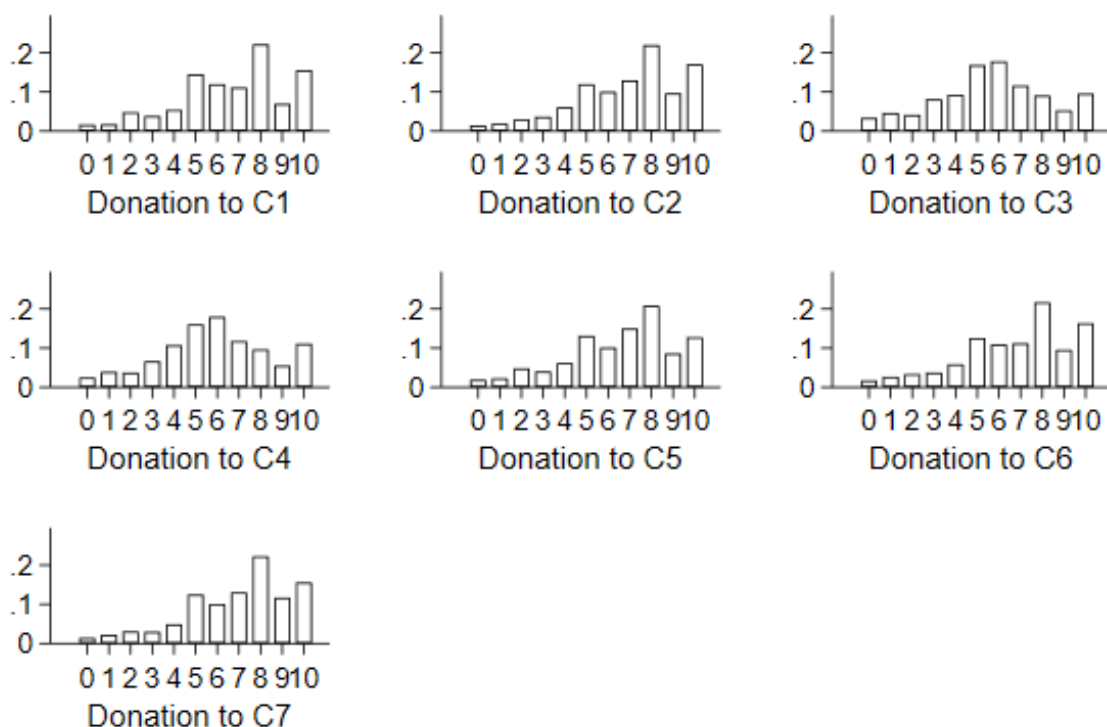 .2
.1
0
0 1 2 3 4 5 6 7 8 9 10
Donation to C1
.2
.1
0
0 1 2 3 4 5 6 7 8 9 10
Donation to C2
.2
.1
0
0 1 2 3 4 5 6 7 8 9 10
Donation to C3
.2
.1
0
0 1 2 3 4 5 6 7 8 9 10
Donation to C4
.2
.1
0
0 1 2 3 4 5 6 7 8 9 10
Donation to C5
.2
.1
0
0 1 2 3 4 5 6 7 8 9 10
Donation to C6
.2
.1
0
0 1 2 3 4 5 6 7 8 9 10
Donation to C7